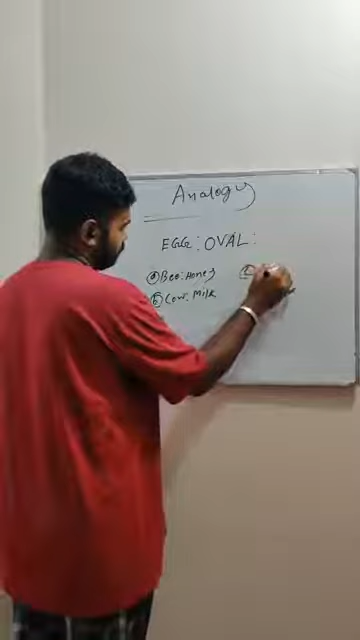 Analogy
EGG : OVAL :
ⓐ Bee : Honey
ⓑ Cow : Milk
ⓒ